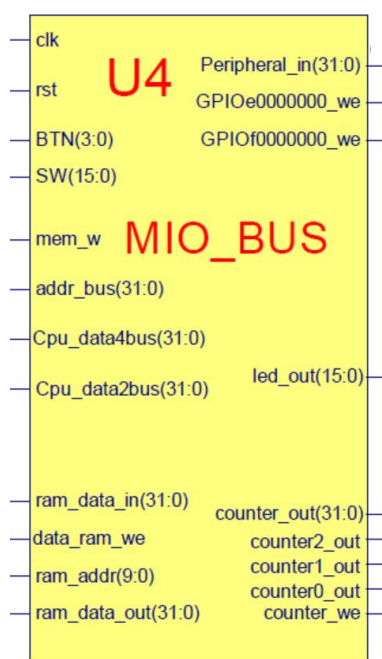 clk
U4
Peripheral_in(31:0)
rst
GPIOe0000000_we
BTN(3:0)
GPIOf0000000_we
SW(15:0)
mem_w
MIO_BUS
addr_bus(31:0)
Cpu_data4bus(31:0)
Cpu_data2bus(31:0)
led_out(15:0)
ram_data_in(31:0)
counter_out(31:0)
data_ram_we
counter2_out
ram_addr(9:0)
counter1_out
counter0_out
ram_data_out(31:0)
counter_we